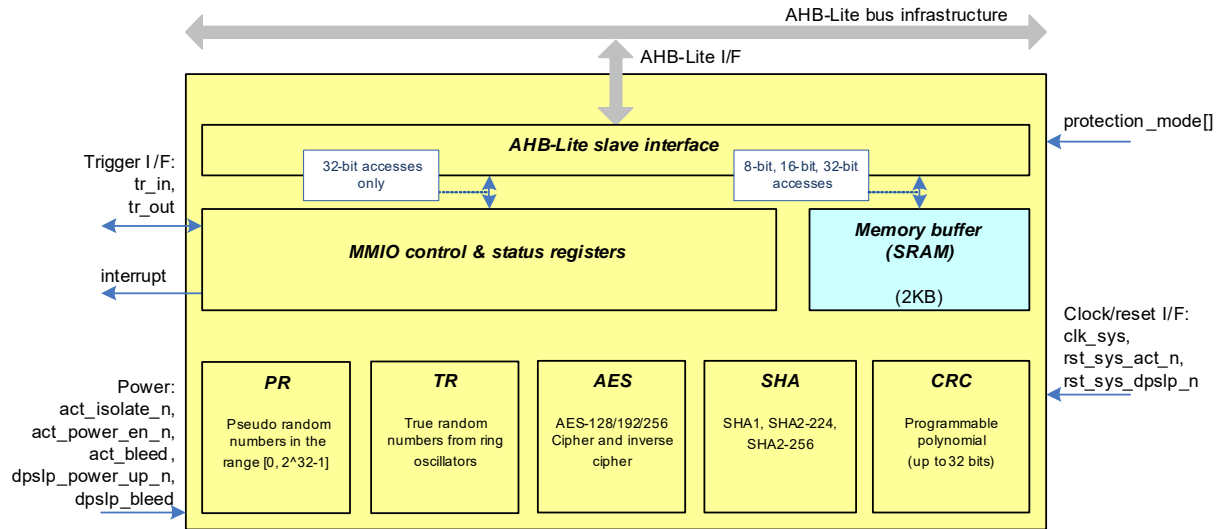 AHB-Lite bus infrastructure
AHB-Lite I/F
protection_mode[]
AHB-Lite slave interface
Trigger I/F:
tr_in,
tr_out
32-bit accesses
only
8-bit, 16-bit, 32-bit
accesses
MMIO control & status registers
Memory buffer
(SRAM)
(2KB)
interrupt
Clock/reset I/F:
clk_sys,
rst_sys_act_n,
rst_sys_dpslp_n
Power:
act_isolate_n,
act_power_en_n,
act_bleed,
dpslp_power_up_n,
dpslp_bleed
PR
Pseudo random
numbers in the
range [0, 2^32-1]
TR
True random
numbers from ring
oscillators
AES
AES-128/192/256
Cipher and inverse
cipher
SHA
SHA1, SHA2-224,
SHA2-256
CRC
Programmable
polynomial
(up to 32 bits)